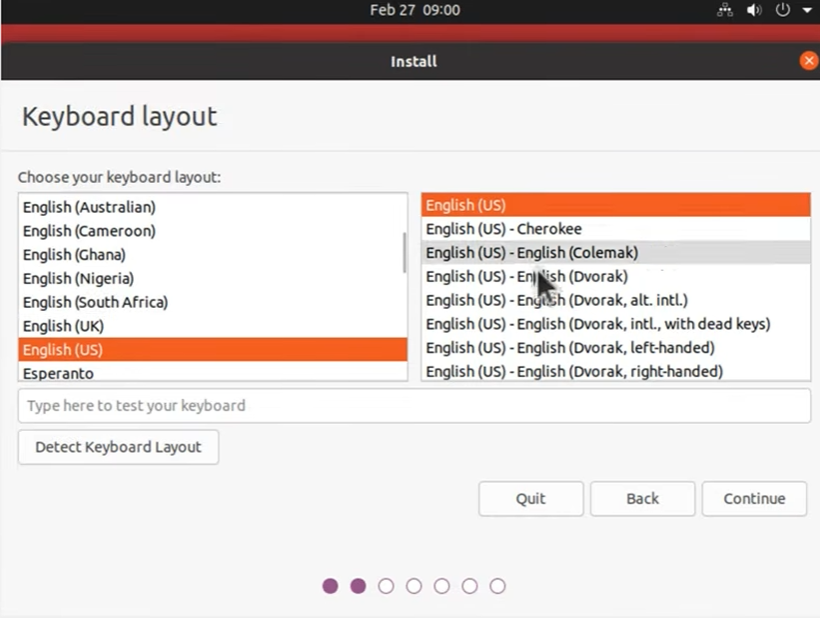 Feb 27 09:00
Install
Keyboard layout
Choose your keyboard layout:
English (Australian)
English (Cameroon)
English (Ghana)
English (Nigeria)
English (South Africa)
English (UK)
English (US)
Esperanto
English (US)
English (US) - Cherokee
English (US) - English (Colemak)
English (US) - English (Dvorak)
English (US) - English (Dvorak, alt. intl.)
English (US) - English (Dvorak, intl., with dead keys)
English (US) - English (Dvorak, left-handed)
English (US) - English (Dvorak, right-handed)
Type here to test your keyboard
Detect Keyboard Layout
Quit Back Continue